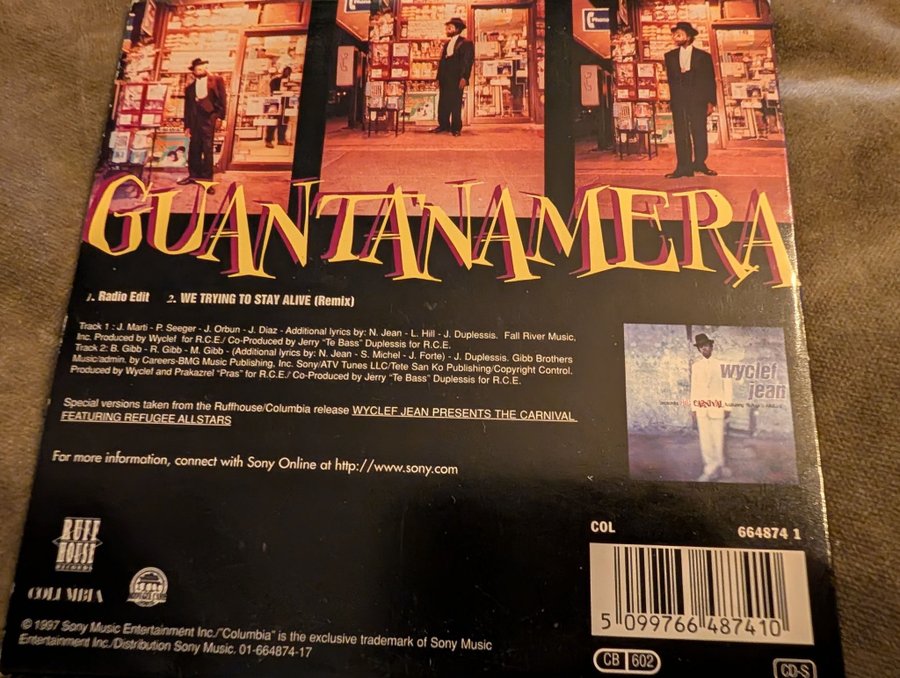 GUANTANAMERA
1. Radio Edit 2. WE TRYING TO STAY ALIVE (Remix)
Track 1 : J. Marti - P. Seeger - J. Orbun - J. Diaz - Additional lyrics by: N. Jean - L. Hill - J. Duplessis. Fall River Music,
Inc. Produced by Wyclef for R.C.E./ Co-Produced by Jerry "Te Bass" Duplessis for R.C.E.
Track 2: B. Gibb - R. Gibb - M. Gibb - (Additional lyrics by: N. Jean - S. Michel - J. Forte) - J. Duplessis. Gibb Brothers
Music/admin. by Careers-BMG Music Publishing, Inc. Sony/ATV Tunes LLC/Tete San Ko Publishing/Copyright Control.
Produced by Wyclef and Prakazrel "Pras" for R.C.E./ Co-Produced by Jerry "Te Bass" Duplessis for R.C.E.
Special versions taken from the Ruffhouse/Columbia release WYCLEF JEAN PRESENTS THE CARNIVAL
FEATURING REFUGEE ALLSTARS
wyclef
jean
CARNIVAL
For more information, connect with Sony Online at http://www.sony.com
COL 664874 1
RUFF
HOUSE
RECORDS
COLUMBIA
5 099766 487410
© 1997 Sony Music Entertainment Inc./"Columbia" is the exclusive trademark of Sony Music
Entertainment Inc./Distribution Sony Music. 01-664874-17
CB 602
CD-S